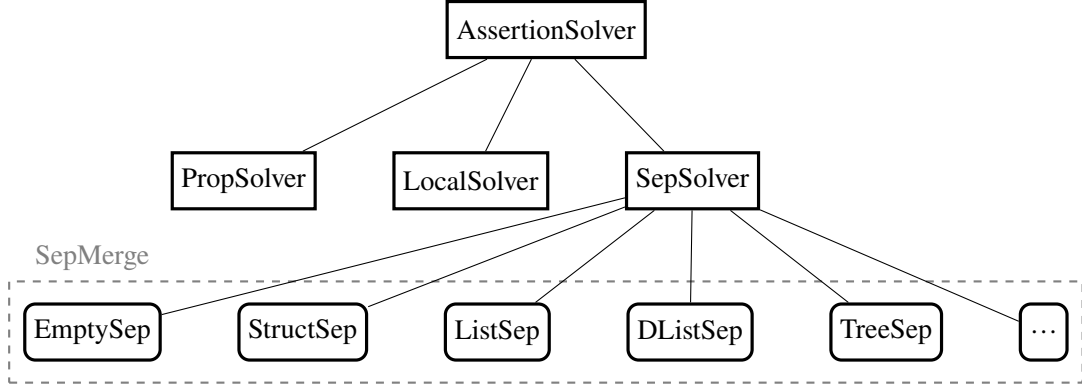 AssertionSolver
PropSolver LocalSolver SepSolver
SepMerge
EmptySep StructSep ListSep DListSep TreeSep ...